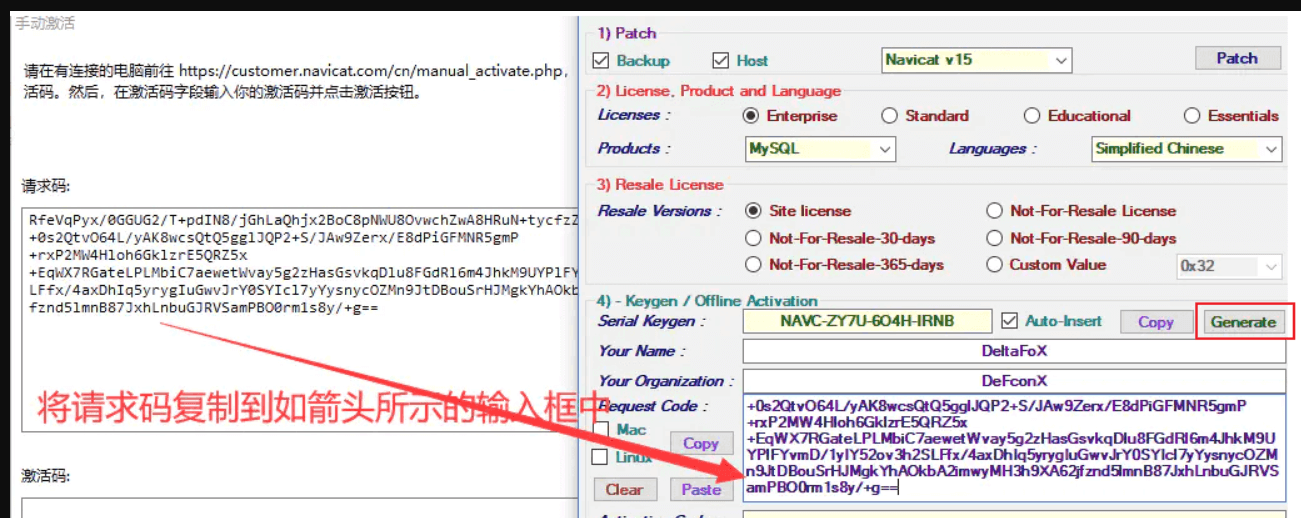 手动激活
请在有连接的电脑前往 https://customer.navicat.com/cn/manual_activate.php,
活码。然后，在激活码字段输入你的激活码并点击激活按钮。
请求码:
RfeVqPyx/0GGUG2/T+pdIN8/jGhLaQhjx2BoC8pNWU8OvwchZwA8HRuN+tycfzZ
+0s2QtvO64L/yAK8wcsQtQ5gglJQP2+S/JAw9Zerx/E8dPiGFMNR5gmP
+rxP2MW4Hloh6GklzrE5QRZ5x
+EqWX7RGateLPLMbiC7aewetWvay5g2zHasGsvkqDlu8FGdRl6m4JhkM9UYPlFY
LFfx/4axDhIq5yrygIuGwvJrY0SYIcl7yYysnycOZMn9JtDBouSrHJMgkYhAOkb
fznd5lmnB87JxhLnbuGJRVSamPBO0rm1s8y/+g==
将请求码复制到如箭头所示的输入框中
激活码:
1) Patch
Backup Host Navicat v15 Patch
2) License, Product and Language
Licenses : Enterprise Standard Educational Essentials
Products : MySQL Languages : Simplified Chinese
3) Resale License
Resale Versions : Site license Not-For-Resale License
Not-For-Resale-30-days Not-For-Resale-90-days
Not-For-Resale-365-days Custom Value 0x32
4) - Keygen / Offline Activation
Serial Keygen : NAVC-ZY7U-6O4H-IRNB Auto-Insert Copy Generate
Your Name : DeltaFoX
Your Organization : DeFconX
Request Code :
Mac
Copy
Linux
Clear Paste
+0s2QtvO64L/yAK8wcsQtQ5gglJQP2+S/JAw9Zerx/E8dPiGFMNR5gmP
+rxP2MW4Hloh6GklzrE5QRZ5x
+EqWX7RGateLPLMbiC7aewetWvay5g2zHasGsvkqDlu8FGdRl6m4JhkM9U
YPlFYvmD/1ylY52ov3h2SLFfx/4axDhIq5yrygIuGwvJrY0SYIcl7yYysnycOZM
n9JtDBouSrHJMgkYhAOkbA2imwyMH3h9XA62jfznd5lmnB87JxhLnbuGJRVS
amPBO0rm1s8y/+g==